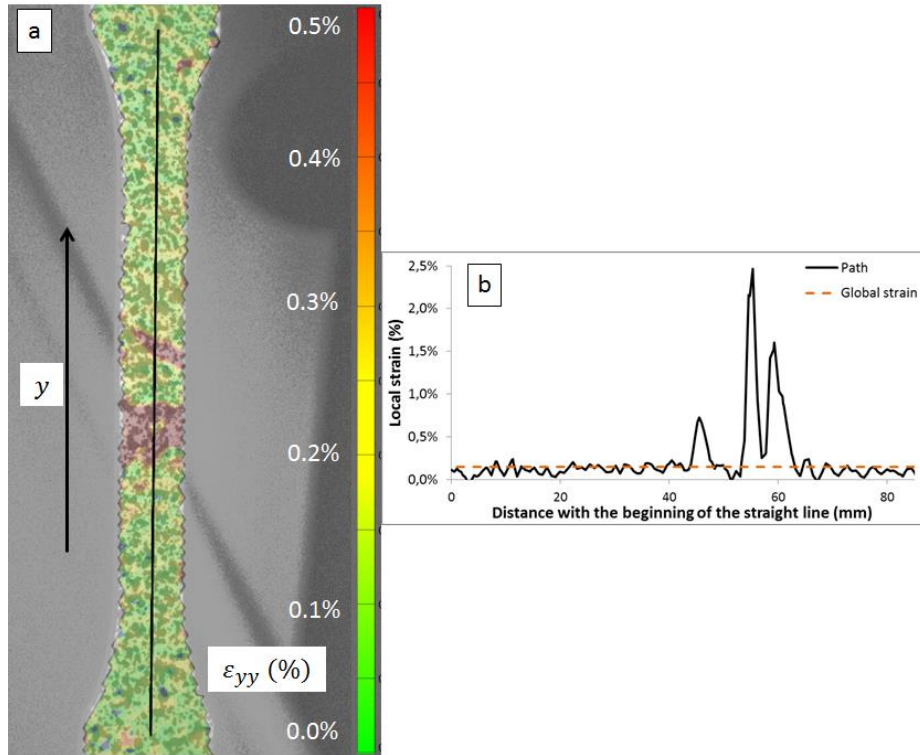 a
0.5%
0.4%
0.3%
y
0.2%
0.1%
ε_yy (%)
0.0%
b
2,5%
2,0%
1,5%
1,0%
0,5%
0,0%
Local strain (%)
Path
Global strain
0
20
40
60
80
Distance with the beginning of the straight line (mm)